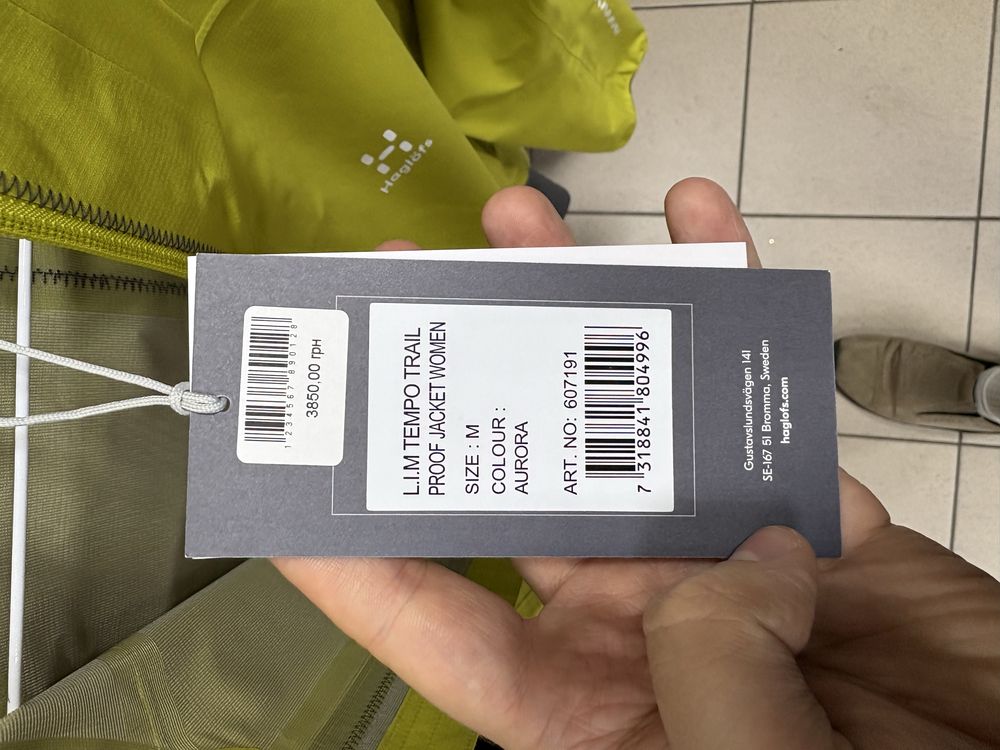 Haglöfs
1234567890128
3850,00 грн
L.I.M TEMPO TRAIL
PROOF JACKET WOMEN
SIZE : M
COLOUR :
AURORA
ART. NO: 607191
7 318841 804996
Gustavslundsvägen 141
SE-167 51 Bromma, Sweden
haglofs.com